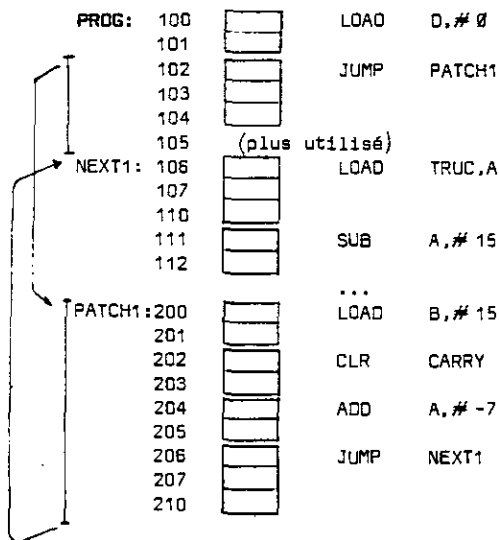 PROG: 100 LOAD D,# Ø
101
102 JUMP PATCH1
103
104
105 (plus utilisé)
NEXT1: 106 LOAD TRUC,A
107
110
111 SUB A,# 15
112
...
PATCH1: 200 LOAD B,# 15
201
202 CLR CARRY
203
204 ADD A,# -7
205
206 JUMP NEXT1
207
210